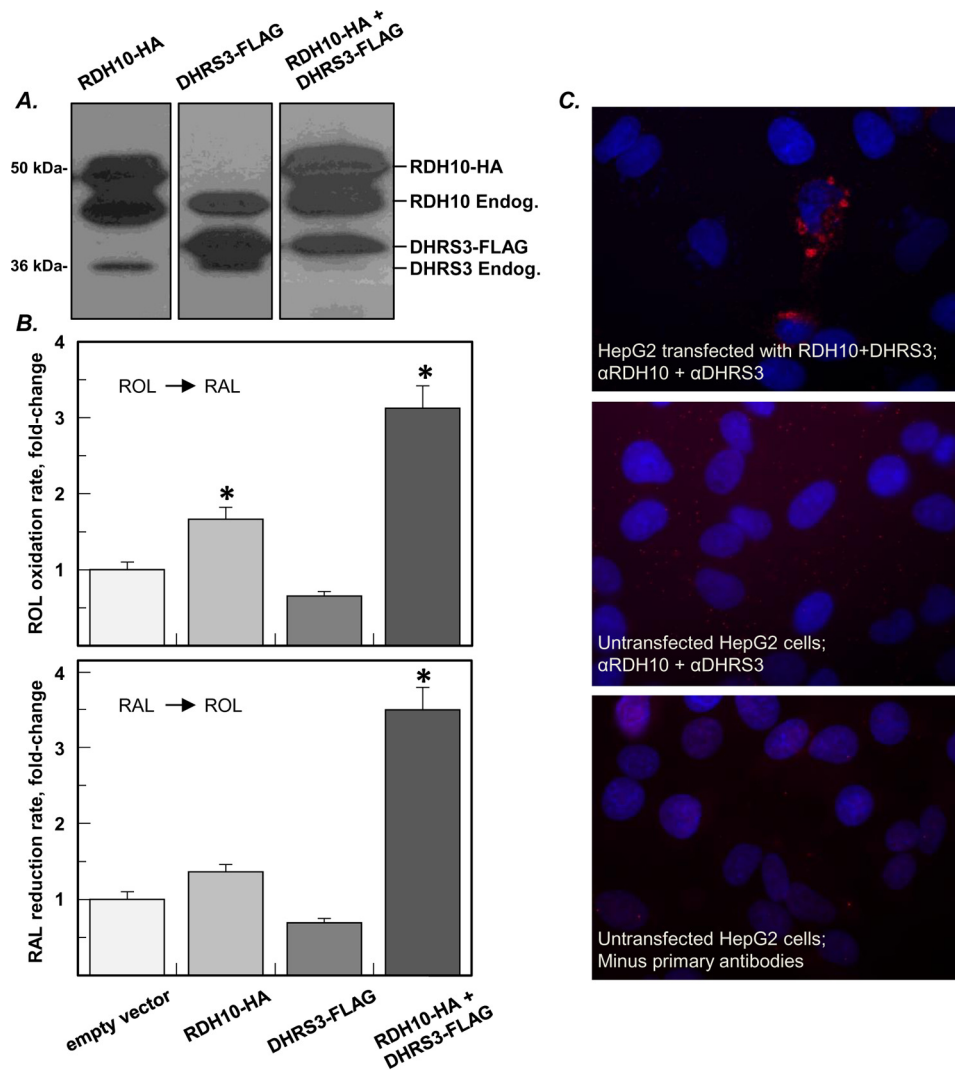 RDH10-HA
DHRS3-FLAG
RDH10-HA +
DHRS3-FLAG
A.
50 kDa-
36 kDa-
RDH10-HA
RDH10 Endog.
DHRS3-FLAG
DHRS3 Endog.
B.
ROL oxidation rate, fold-change
4
3
2
1
ROL → RAL
*
*
RAL reduction rate, fold-change
4
3
2
1
RAL → ROL
*
empty vector
RDH10-HA
DHRS3-FLAG
RDH10-HA +
DHRS3-FLAG
C.
HepG2 transfected with RDH10+DHRS3;
αRDH10 + αDHRS3
Untransfected HepG2 cells;
αRDH10 + αDHRS3
Untransfected HepG2 cells;
Minus primary antibodies